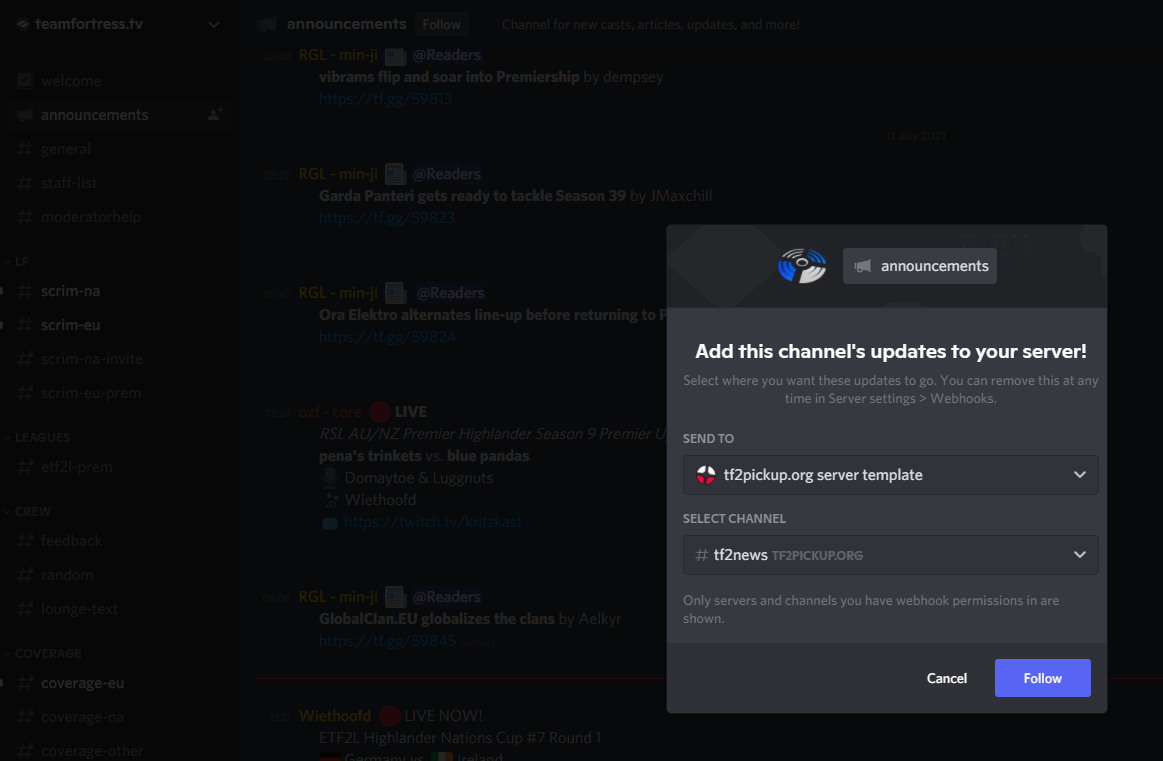 teamfortress.tv
welcome
announcements
general
staff-list
moderatorhelp
LF
scrim-na
scrim-eu
scrim-na-invite
scrim-eu-prem
LEAGUES
etf2l-prem
CREW
feedback
random
lounge-text
COVERAGE
coverage-eu
coverage-na
coverage-other
announcements Follow Channel for new casts, articles, updates, and more!
RGL - min-ji @Readers
vibrams flip and soar into Premiership by dempsey
https://tf.gg/59813
11 July 2021
20:20 RGL - min-ji @Readers
Garda Panteri gets ready to tackle Season 39 by JMaxchill
https://tf.gg/59823
20:45 RGL - min-ji @Readers
Ora Elektro alternates line-up before returning to P
https://tf.gg/59824
13:24 ozf - core LIVE
RSL AU/NZ Premier Highlander Season 9 Premier U
pena's trinkets vs. blue pandas
Domaytoe & Luggnuts
Wiethoofd
https://twitch.tv/kritzkast
RGL - min-ji @Readers
GlobalClan.EU globalizes the clans by Aelkyr
https://tf.gg/59845
Wiethoofd LIVE NOW!
ETF2L Highlander Nations Cup #7 Round 1
Germany vs Ireland
announcements
Add this channel's updates to your server!
Select where you want these updates to go. You can remove this at any
time in Server settings > Webhooks.
SEND TO
tf2pickup.org server template
SELECT CHANNEL
# tf2news TF2PICKUP.ORG
Only servers and channels you have webhook permissions in are
shown.
Cancel Follow